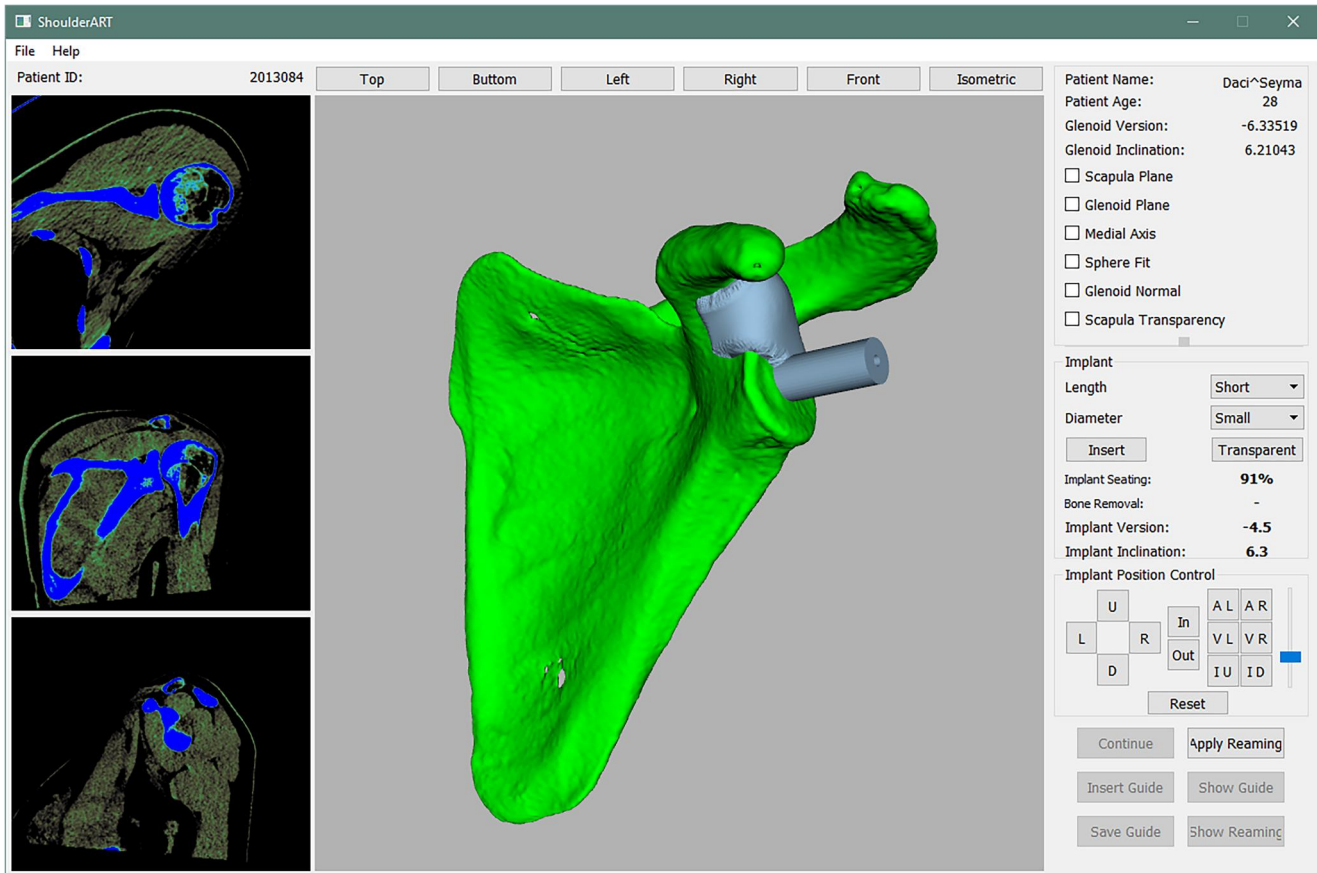 ShoulderART
File Help
Patient ID: 2013084
Top Buttom Left Right Front Isometric
Patient Name: Daci^Seyma
Patient Age: 28
Glenoid Version: -6.33519
Glenoid Inclination: 6.21043
Scapula Plane
Glenoid Plane
Medial Axis
Sphere Fit
Glenoid Normal
Scapula Transparency
Implant
Length Short
Diameter Small
Insert Transparent
Implant Seating: 91%
Bone Removal: -
Implant Version: -4.5
Implant Inclination: 6.3
Implant Position Control
U A L A R
In
L R V L V R
Out
D I U I D
Reset
Continue Apply Reaming
Insert Guide Show Guide
Save Guide Show Reaming